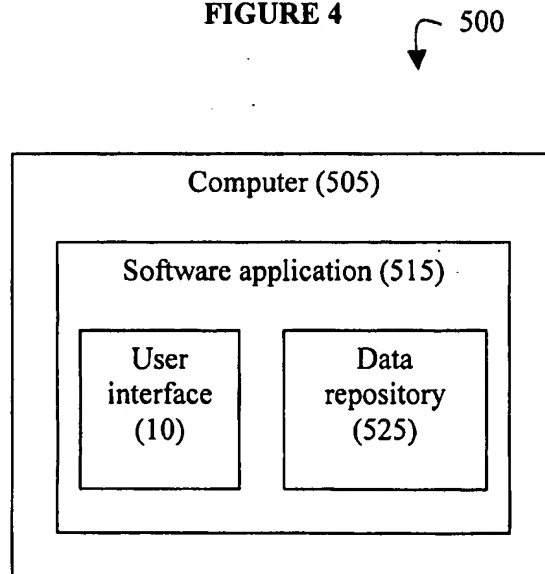 FIGURE 4
500
Computer (505)
Software application (515)
User
interface
(10)
Data
repository
(525)